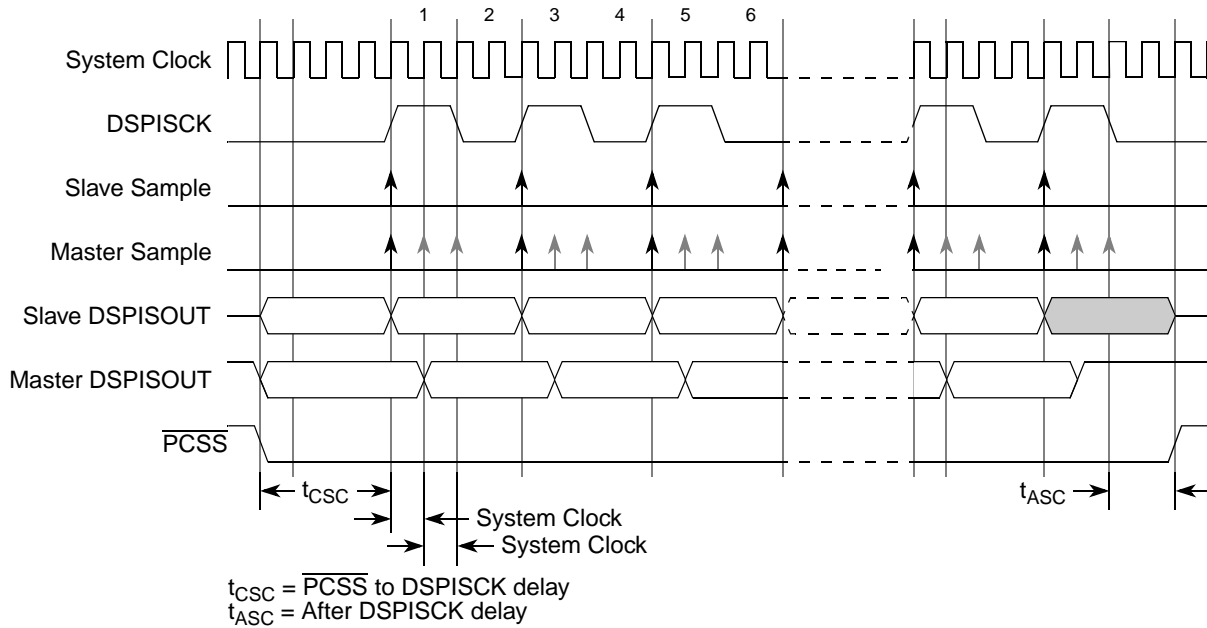 1 2 3 4 5 6
System Clock
DSPISCK
Slave Sample
Master Sample
Slave DSPISOUT
Master DSPISOUT
PCSS
tCSC
tASC
System Clock
System Clock
tCSC = PCSS to DSPISCK delay
tASC = After DSPISCK delay